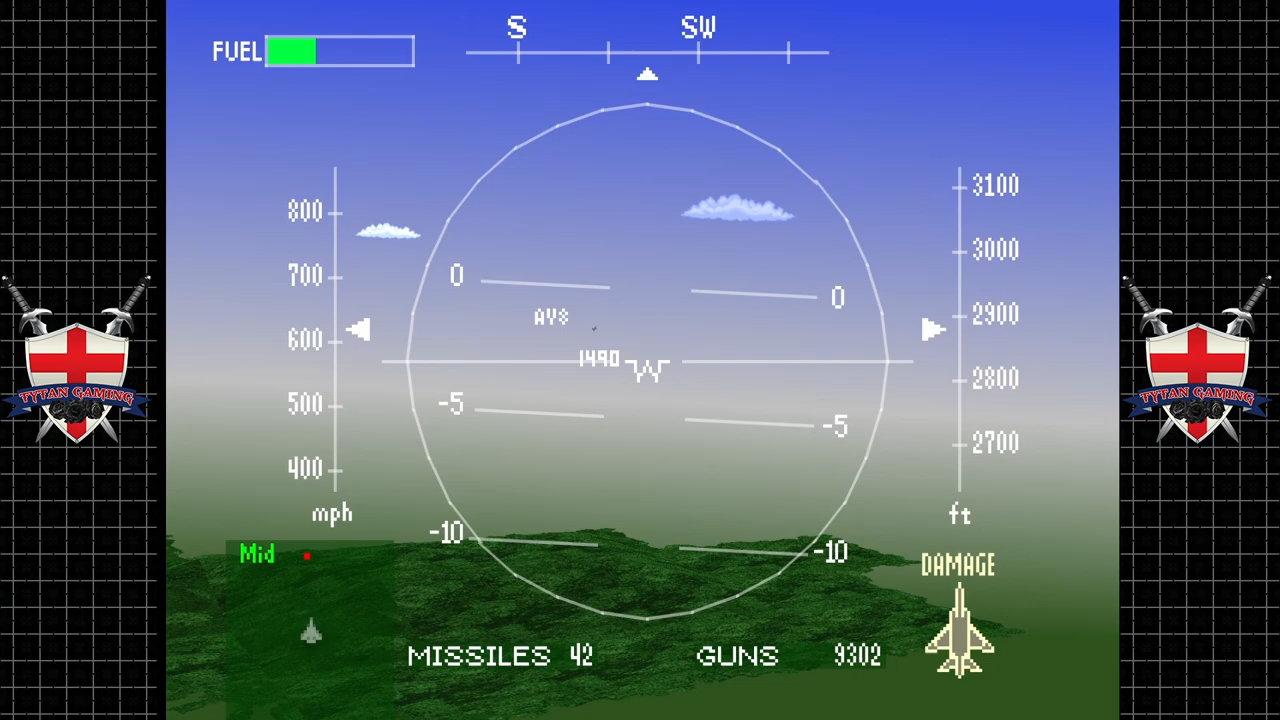 S SW
FUEL
3100
800
3000
700
0
0
2900
AV8
600
1490
2800
500
-5
-5
2700
400
mph
ft
-10
Mid
-10
DAMAGE
MISSILES 42 GUNS 9302
TYTAN GAMING
TYTAN GAMING